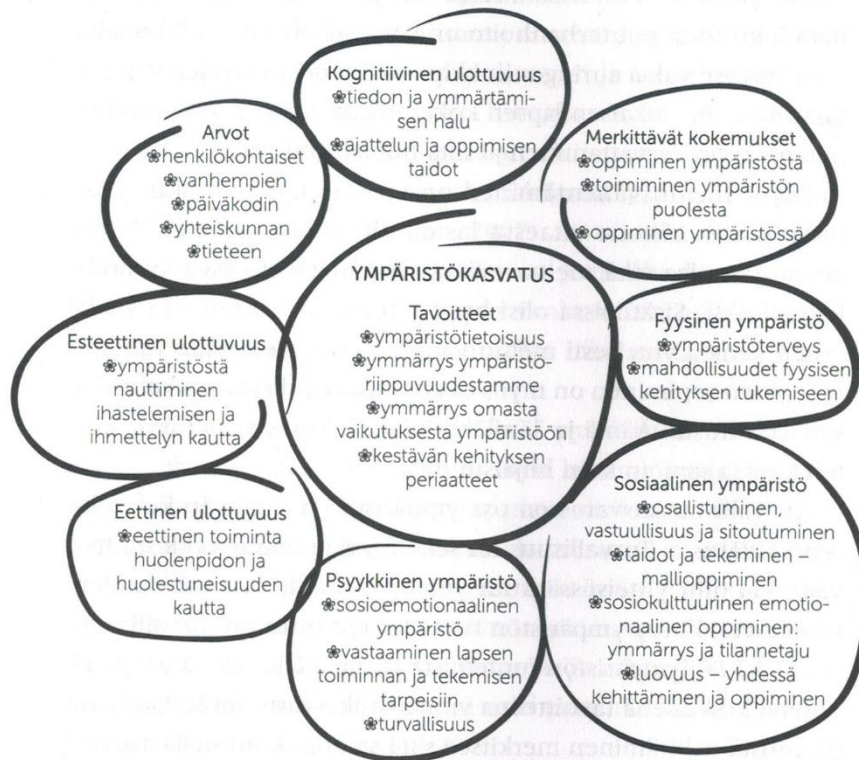 Kognitiivinen ulottuvuus
❀tiedon ja ymmärtämi-
sen halu
❀ajattelun ja oppimisen
taidot
Arvot
❀henkilökohtaiset
❀vanhempien
❀päiväkodin
❀yhteiskunnan
❀tieteen
Merkittävät kokemukset
❀oppiminen ympäristöstä
❀toimiminen ympäristön
puolesta
❀oppiminen ympäristössä
YMPÄRISTÖKASVATUS
Tavoitteet
❀ympäristötietoisuus
❀ymmärrys ympäristö-
riippuvuudestamme
❀ymmärrys omasta
vaikutuksesta ympäristöön
❀kestävän kehityksen
periaatteet
Esteettinen ulottuvuus
❀ympäristöstä
nauttiminen
ihastelemisen ja
ihmettelyn kautta
Fyysinen ympäristö
❀ympäristöterveys
❀mahdollisuudet fyysisen
kehityksen tukemiseen
Eettinen ulottuvuus
❀eettinen toiminta
huolenpidon ja
huolestuneisuuden
kautta
Psyykkinen ympäristö
❀sosioemotionaalinen
ympäristö
❀vastaaminen lapsen
toiminnan ja tekemisen
tarpeisiin
❀turvallisuus
Sosiaalinen ympäristö
❀osallistuminen,
vastuullisuus ja sitoutuminen
❀taidot ja tekeminen –
mallioppiminen
❀sosiokulttuurinen emotio-
naalinen oppiminen:
ymmärrys ja tilannetaju
❀luovuus – yhdessä
kehittäminen ja oppiminen